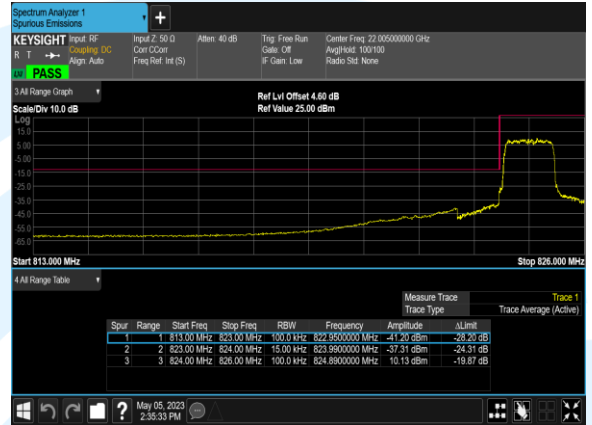 Spectrum Analyzer 1
Spurious Emissions
KEYSIGHT Input: RF Input Z: 50 Ω Atten: 40 dB Trig: Free Run Center Freq: 22.005000000 GHz
R T Coupling: DC Corr CCorr Gate: Off Avg|Hold: 100/100
Align: Auto Freq Ref: Int (S) IF Gain: Low Radio Std: None
LW PASS
3 All Range Graph
Ref Lvl Offset 4.60 dB
Scale/Div 10.0 dB Ref Value 25.00 dBm
Log
15.0
5.00
-5.00
-15.0
-25.0
-35.0
-45.0
-55.0
-65.0
Start 813.000 MHz Stop 826.000 MHz
4 All Range Table
Measure Trace Trace 1
Trace Type Trace Average (Active)
Spur Range Start Freq Stop Freq RBW Frequency Amplitude ΔLimit
1 1 813.00 MHz 823.00 MHz 100.0 kHz 822.9500000 MHz -41.20 dBm -28.20 dB
2 2 823.00 MHz 824.00 MHz 15.00 kHz 823.9900000 MHz -37.31 dBm -24.31 dB
3 3 824.00 MHz 826.00 MHz 100.0 kHz 824.8900000 MHz 10.13 dBm -19.87 dB
May 05, 2023
2:35:33 PM